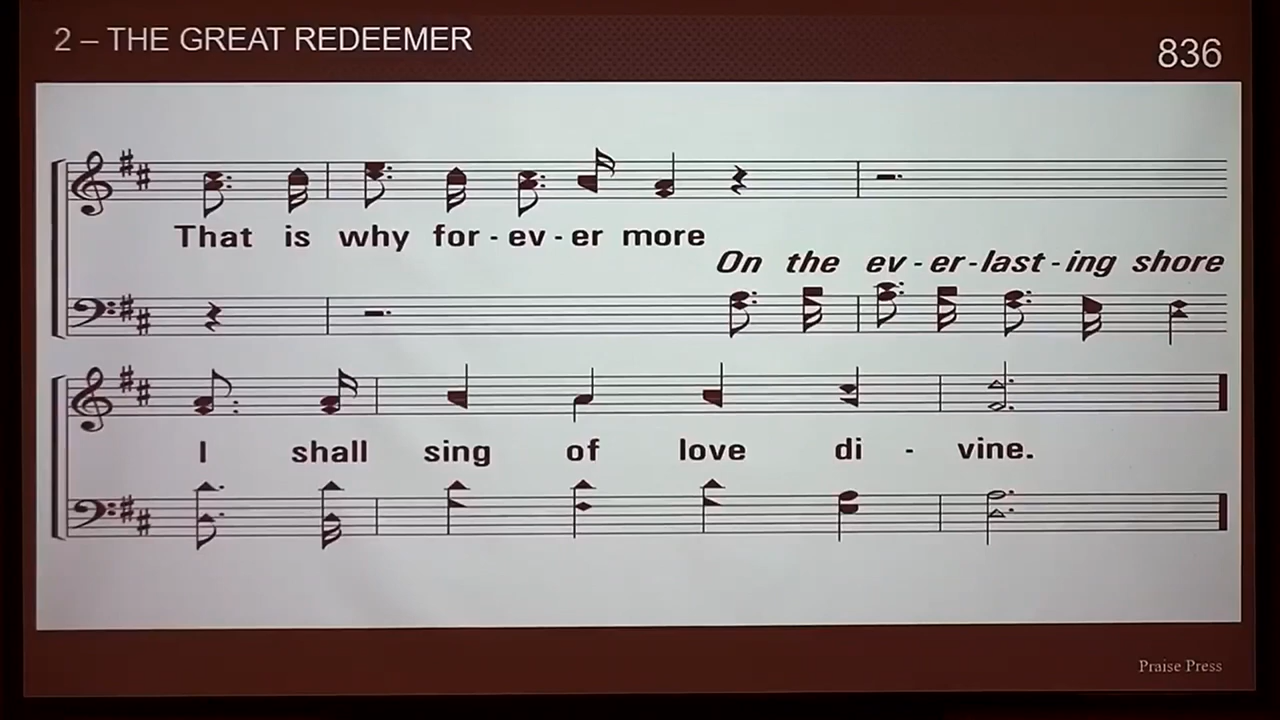 2 – THE GREAT REDEEMER
836
That is why for - ev - er more
On the ev - er - last - ing shore
I shall sing of love di - vine.
Praise Press